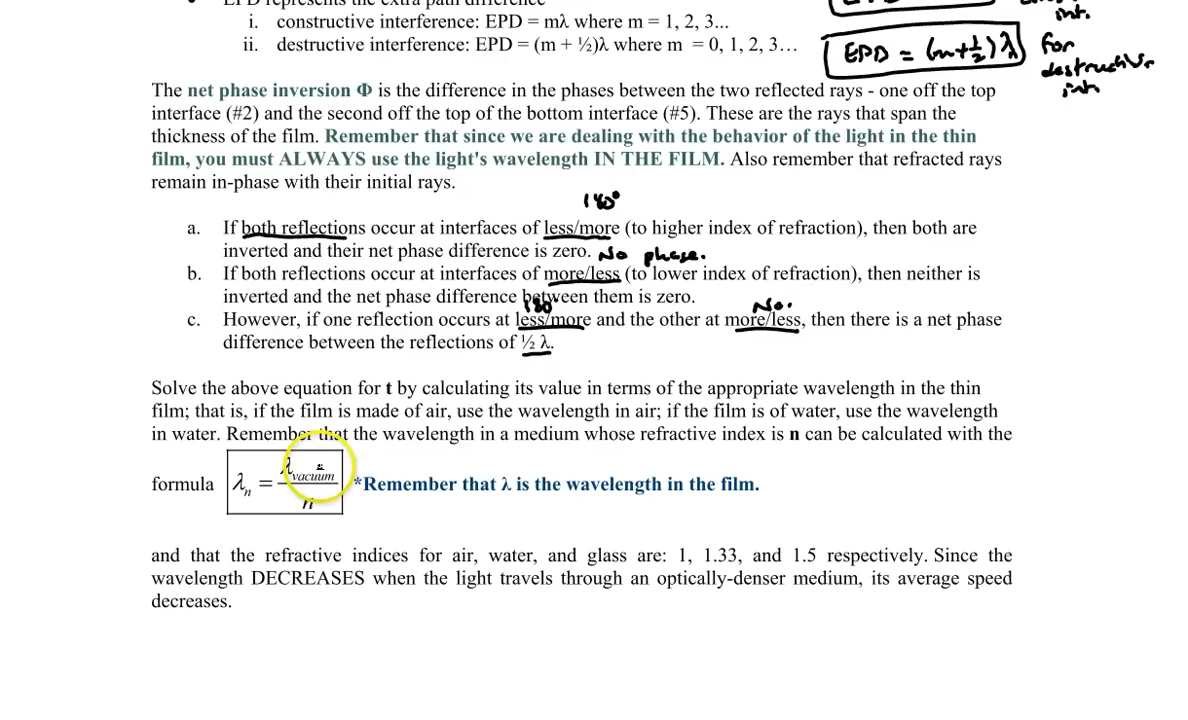 i. constructive interference: EPD = mλ where m = 1, 2, 3...
int.
ii. destructive interference: EPD = (m + ½)λ where m = 0, 1, 2, 3…
EPD = (m+½)λ for
destructive
int
The net phase inversion Φ is the difference in the phases between the two reflected rays - one off the top
interface (#2) and the second off the top of the bottom interface (#5). These are the rays that span the
thickness of the film. Remember that since we are dealing with the behavior of the light in the thin
film, you must ALWAYS use the light's wavelength IN THE FILM. Also remember that refracted rays
remain in-phase with their initial rays.
180°
a. If both reflections occur at interfaces of less/more (to higher index of refraction), then both are
inverted and their net phase difference is zero. No phase.
b. If both reflections occur at interfaces of more/less (to lower index of refraction), then neither is
inverted and the net phase difference between them is zero.
180 No.
c. However, if one reflection occurs at less/more and the other at more/less, then there is a net phase
difference between the reflections of ½ λ.
Solve the above equation for t by calculating its value in terms of the appropriate wavelength in the thin
film; that is, if the film is made of air, use the wavelength in air; if the film is of water, use the wavelength
in water. Remember that the wavelength in a medium whose refractive index is n can be calculated with the
formula λn = λvacuum / n *Remember that λ is the wavelength in the film.
and that the refractive indices for air, water, and glass are: 1, 1.33, and 1.5 respectively. Since the
wavelength DECREASES when the light travels through an optically-denser medium, its average speed
decreases.